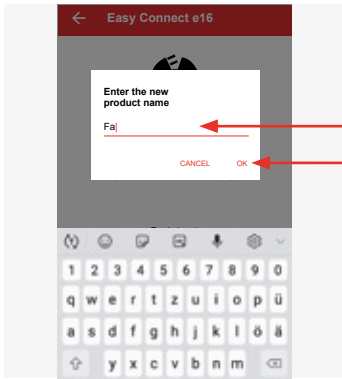 Easy Connect e16
Enter the new
product name
Fa
CANCEL OK
1 2 3 4 5 6 7 8 9 0
q w e r t z u i o p ü
a s d f g h j k l ö ä
y x c v b n m